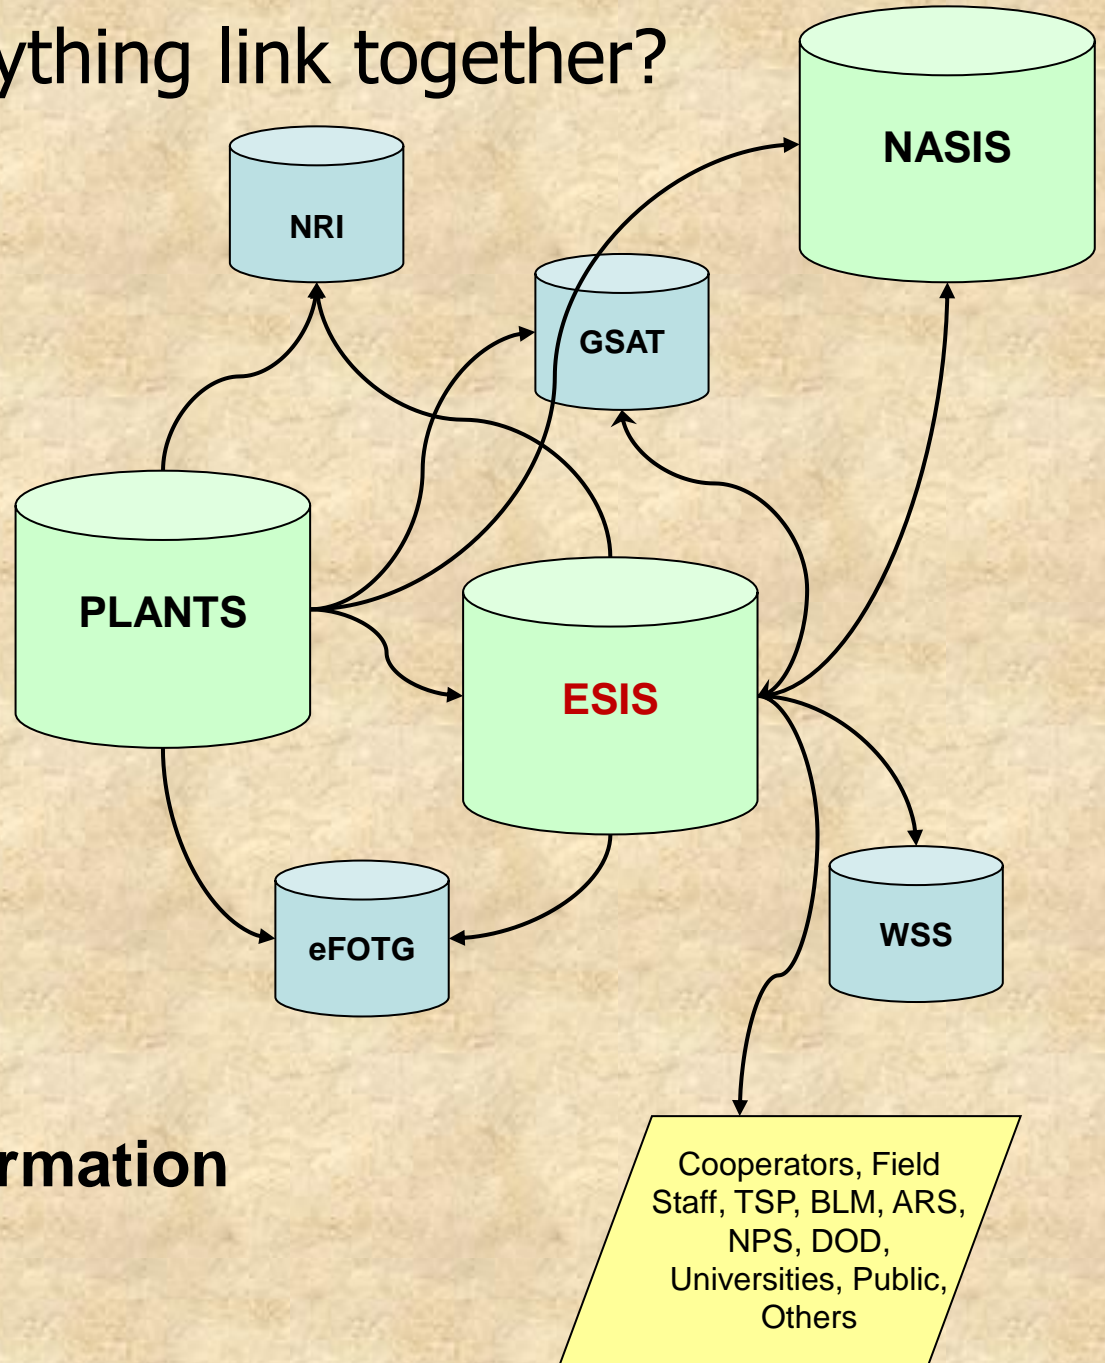 ything link together?
NASIS
NRI
GSAT
PLANTS
ESIS
eFOTG
WSS
rmation
Cooperators, Field
Staff, TSP, BLM, ARS,
NPS, DOD,
Universities, Public,
Others